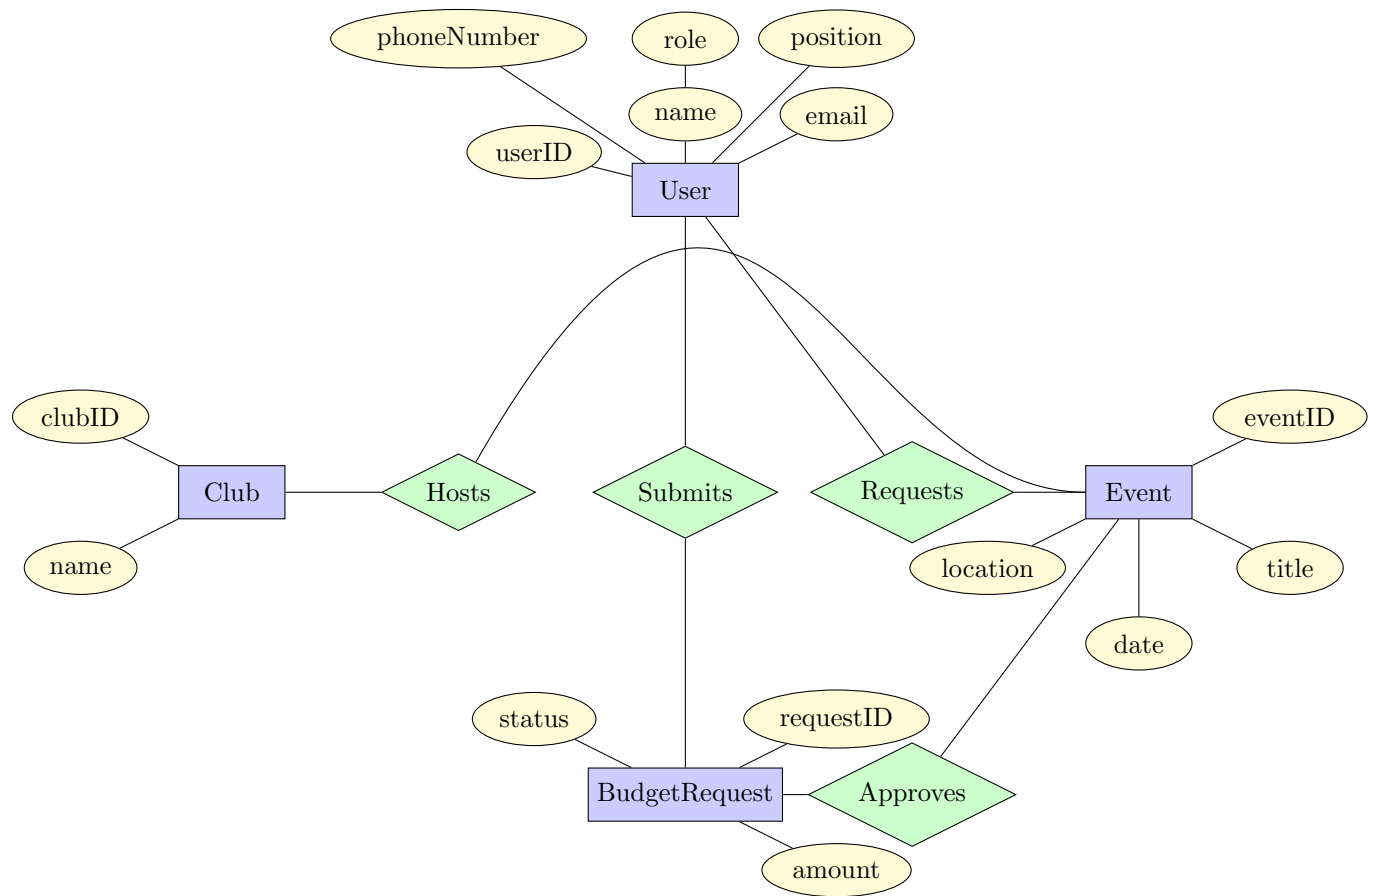 phoneNumber
role
position
name
email
userID
User
clubID
eventID
Club
Hosts
Submits
Requests
Event
name
location
title
date
status
requestID
BudgetRequest
Approves
amount